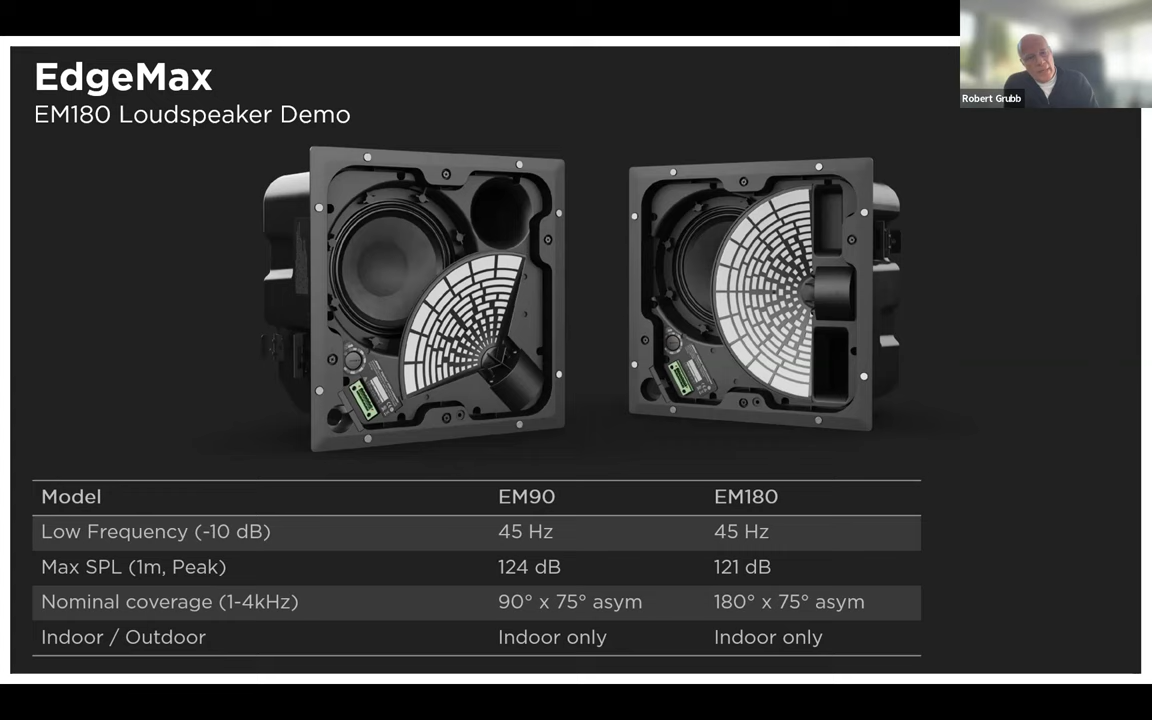 EdgeMax
EM180 Loudspeaker Demo
Robert Grubb
Model EM90 EM180
Low Frequency (-10 dB) 45 Hz 45 Hz
Max SPL (1m, Peak) 124 dB 121 dB
Nominal coverage (1-4kHz) 90° x 75° asym 180° x 75° asym
Indoor / Outdoor Indoor only Indoor only